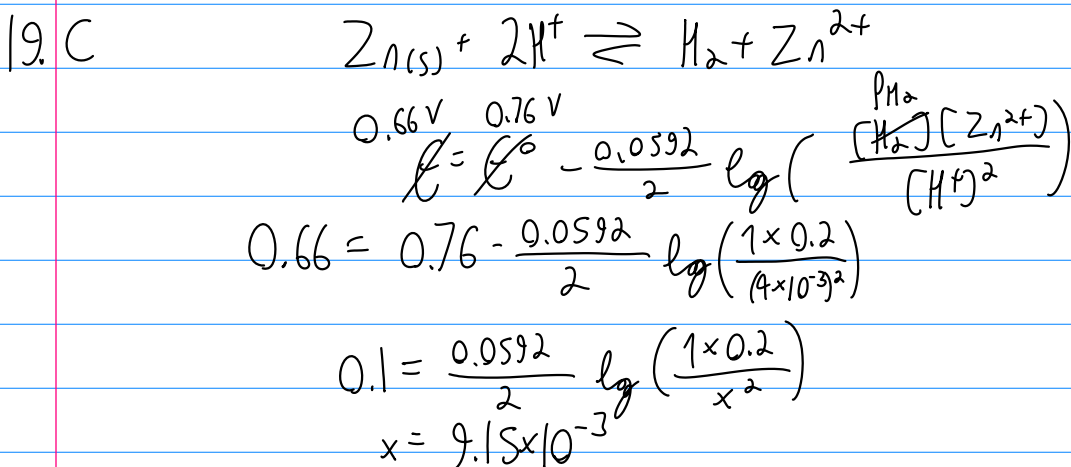 19. C Zn(s) + 2H⁺ ⇌ H₂ + Zn²⁺
0.66 V 0.76 V PH₂
ℰ = ℰ° - 0.0592/2 log([H₂][Zn²⁺]/[H⁺]²)
0.66 = 0.76 - 0.0592/2 log(1×0.2/(4×10⁻³)²)
0.1 = 0.0592/2 log(1×0.2/x²)
x = 9.15×10⁻³